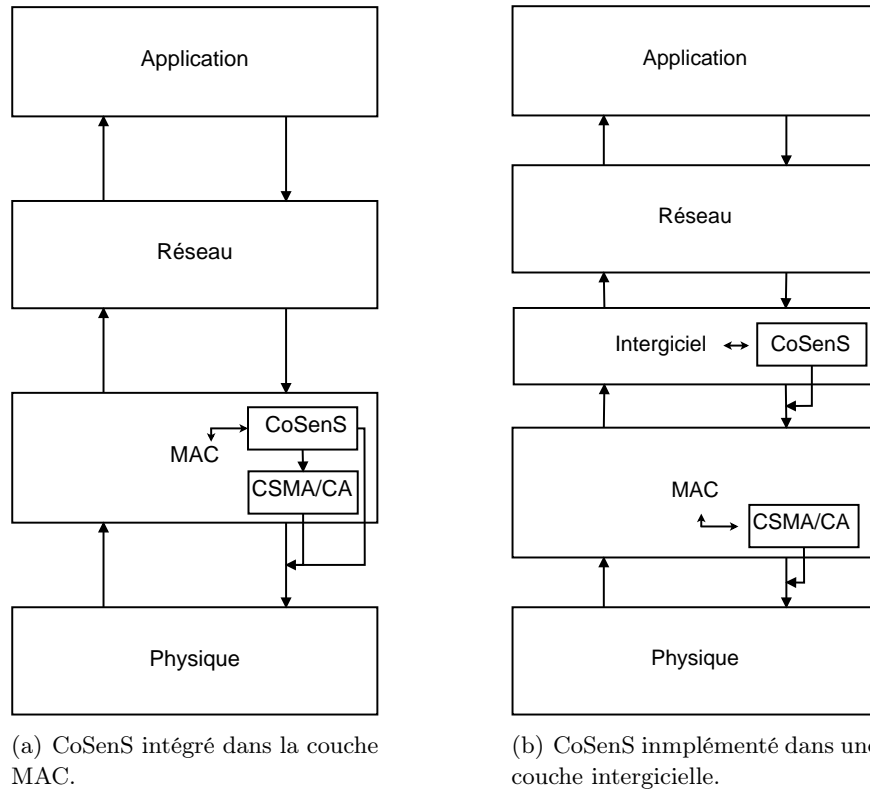 Application
Réseau
CoSenS
MAC
CSMA/CA
Physique
(a) CoSenS intégré dans la couche
MAC.
Application
Réseau
Intergiciel
CoSenS
MAC
CSMA/CA
Physique
(b) CoSenS inmplémenté dans une
couche intergicielle.